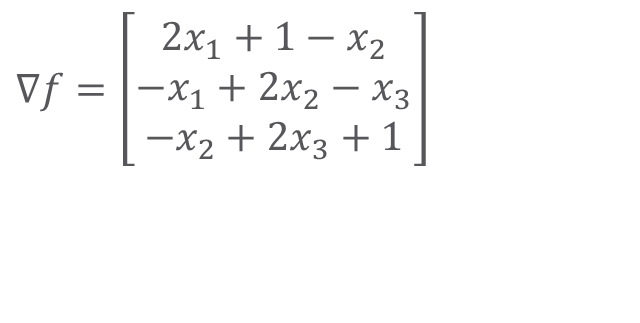 ∇f = [ 2x₁ + 1 − x₂
−x₁ + 2x₂ − x₃
−x₂ + 2x₃ + 1 ]